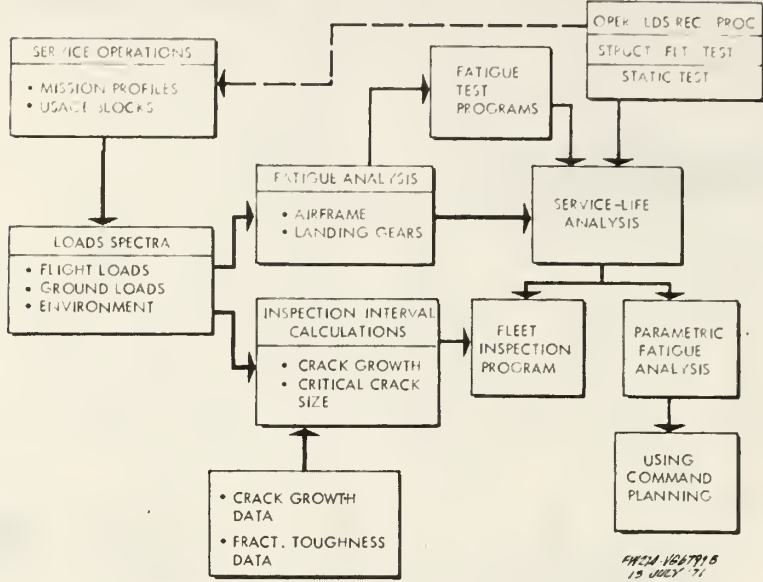 OPER LDS REC PROC
STRUCT FLT TEST
STATIC TEST
SERVICE OPERATIONS
• MISSION PROFILES
• USAGE BLOCKS
FATIGUE
TEST
PROGRAMS
FATIGUE ANALYSIS
• AIRFRAME
• LANDING GEARS
SERVICE-LIFE
ANALYSIS
LOADS SPECTRA
• FLIGHT LOADS
• GROUND LOADS
• ENVIRONMENT
INSPECTION INTERVAL
CALCULATIONS
• CRACK GROWTH
• CRITICAL CRACK
SIZE
FLEET
INSPECTION
PROGRAM
PARAMETRIC
FATIGUE
ANALYSIS
• CRACK GROWTH
DATA
• FRACT. TOUGHNESS
DATA
USING
COMMAND
PLANNING
15 JULY '71